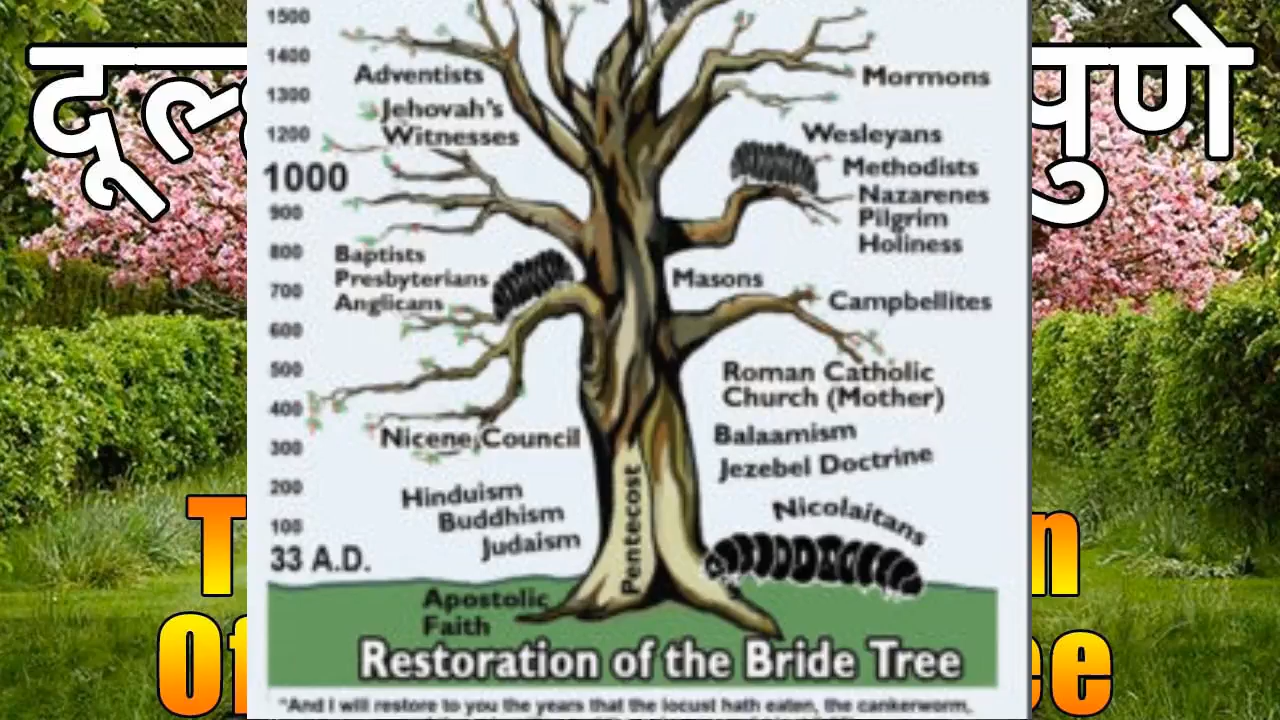 1500
1400
1300
1200
1000
900
800
700
600
500
400
300
200
100
33 A.D.
Adventists
Jehovah's
Witnesses
Baptists
Presbyterians
Anglicans
Nicene Council
Hinduism
Buddhism
Judaism
Apostolic
Faith
Pentecost
Mormons
Wesleyans
Methodists
Nazarenes
Pilgrim
Holiness
Masons
Campbellites
Roman Catholic
Church (Mother)
Balaamism
Jezebel Doctrine
Nicolaitans
Restoration of the Bride Tree
"And I will restore to you the years that the locust hath eaten, the cankerworm,